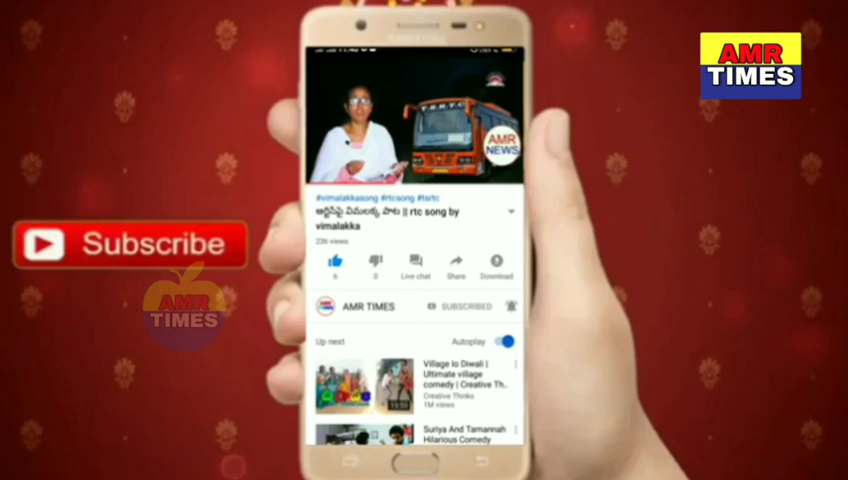 AMR
TIMES
T.S.R.T.C
AMR
NEWS
#vimalakkasong #rtcsong #tsrtc
ఆర్టీసిపై విమలక్క పాట || rtc song by
vimalakka
236 views
6
0
Live chat
Share
Download
Subscribe
AMR
TIMES
AMR TIMES
SUBSCRIBED
Up next
Autoplay
Village lo Diwali |
Ultimate village
comedy | Creative Th..
Creative Thinks
1M views
Suriya And Tamannah
Hilarious Comedy